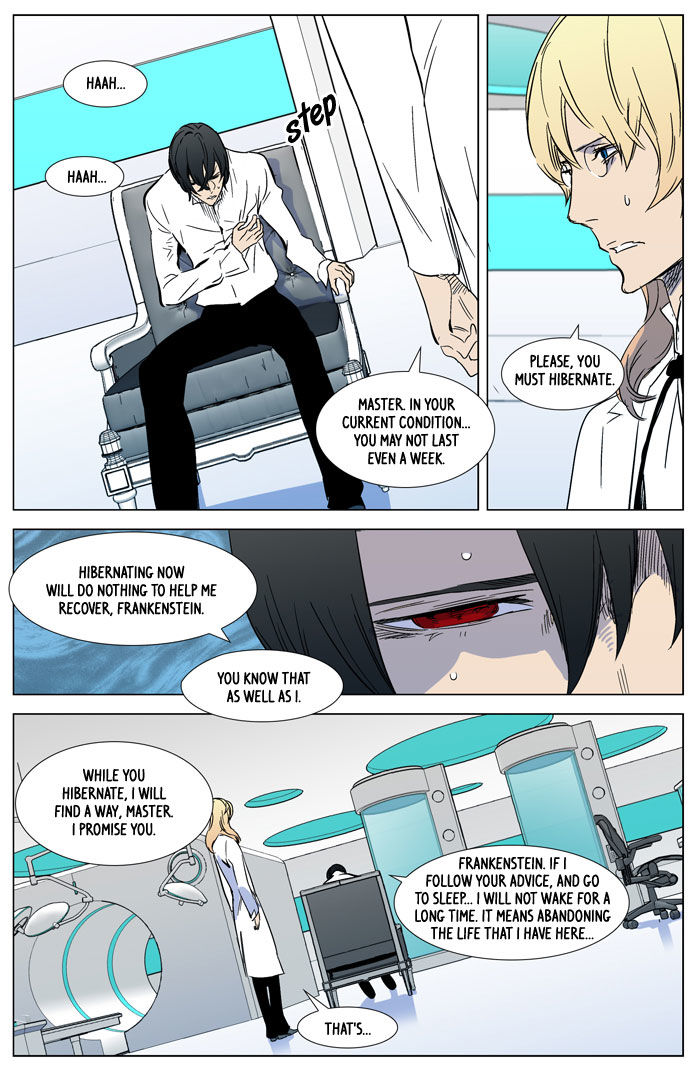 HAAH...
HAAH...
step
MASTER. IN YOUR
CURRENT CONDITION...
YOU MAY NOT LAST
EVEN A WEEK.
PLEASE, YOU
MUST HIBERNATE.
HIBERNATING NOW
WILL DO NOTHING TO HELP ME
RECOVER, FRANKENSTEIN.
YOU KNOW THAT
AS WELL AS I.
WHILE YOU
HIBERNATE, I WILL
FIND A WAY, MASTER.
I PROMISE YOU.
FRANKENSTEIN. IF I
FOLLOW YOUR ADVICE, AND GO
TO SLEEP... I WILL NOT WAKE FOR A
LONG TIME. IT MEANS ABANDONING
THE LIFE THAT I HAVE HERE...
THAT'S...